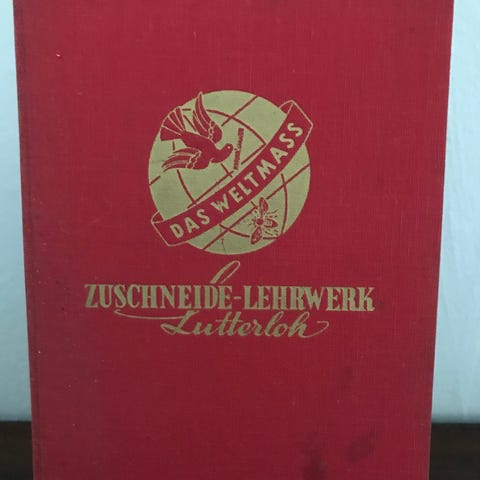 DAS WELTMASS
ZUSCHNEIDE-LEHRWERK
Lutterloh